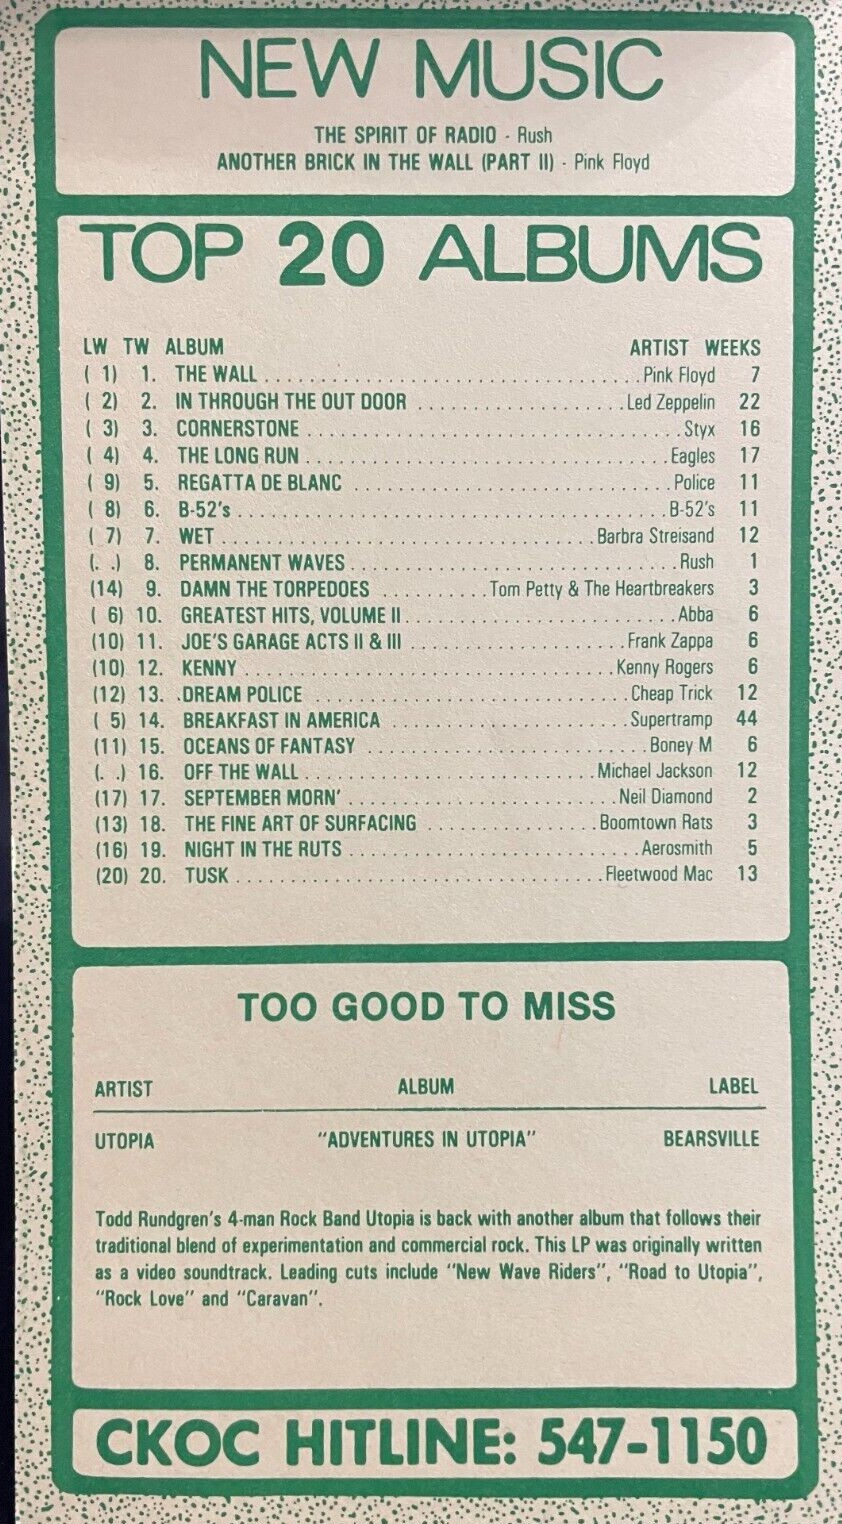 NEW MUSIC
THE SPIRIT OF RADIO - Rush
ANOTHER BRICK IN THE WALL (PART II) - Pink Floyd
TOP 20 ALBUMS
LW TW ALBUM ARTIST WEEKS
( 1) 1. THE WALL Pink Floyd 7
( 2) 2. IN THROUGH THE OUT DOOR Led Zeppelin 22
( 3) 3. CORNERSTONE Styx 16
( 4) 4. THE LONG RUN Eagles 17
( 9) 5. REGATTA DE BLANC Police 11
( 8) 6. B-52's B-52's 11
( 7) 7. WET Barbra Streisand 12
(. .) 8. PERMANENT WAVES Rush 1
(14) 9. DAMN THE TORPEDOES Tom Petty & The Heartbreakers 3
( 6) 10. GREATEST HITS, VOLUME II Abba 6
(10) 11. JOE'S GARAGE ACTS II & III Frank Zappa 6
(10) 12. KENNY Kenny Rogers 6
(12) 13. DREAM POLICE Cheap Trick 12
( 5) 14. BREAKFAST IN AMERICA Supertramp 44
(11) 15. OCEANS OF FANTASY Boney M 6
(. .) 16. OFF THE WALL Michael Jackson 12
(17) 17. SEPTEMBER MORN' Neil Diamond 2
(13) 18. THE FINE ART OF SURFACING Boomtown Rats 3
(16) 19. NIGHT IN THE RUTS Aerosmith 5
(20) 20. TUSK Fleetwood Mac 13
TOO GOOD TO MISS
ARTIST ALBUM LABEL
UTOPIA "ADVENTURES IN UTOPIA" BEARSVILLE
Todd Rundgren's 4-man Rock Band Utopia is back with another album that follows their
traditional blend of experimentation and commercial rock. This LP was originally written
as a video soundtrack. Leading cuts include "New Wave Riders", "Road to Utopia",
"Rock Love" and "Caravan".
CKOC HITLINE: 547-1150